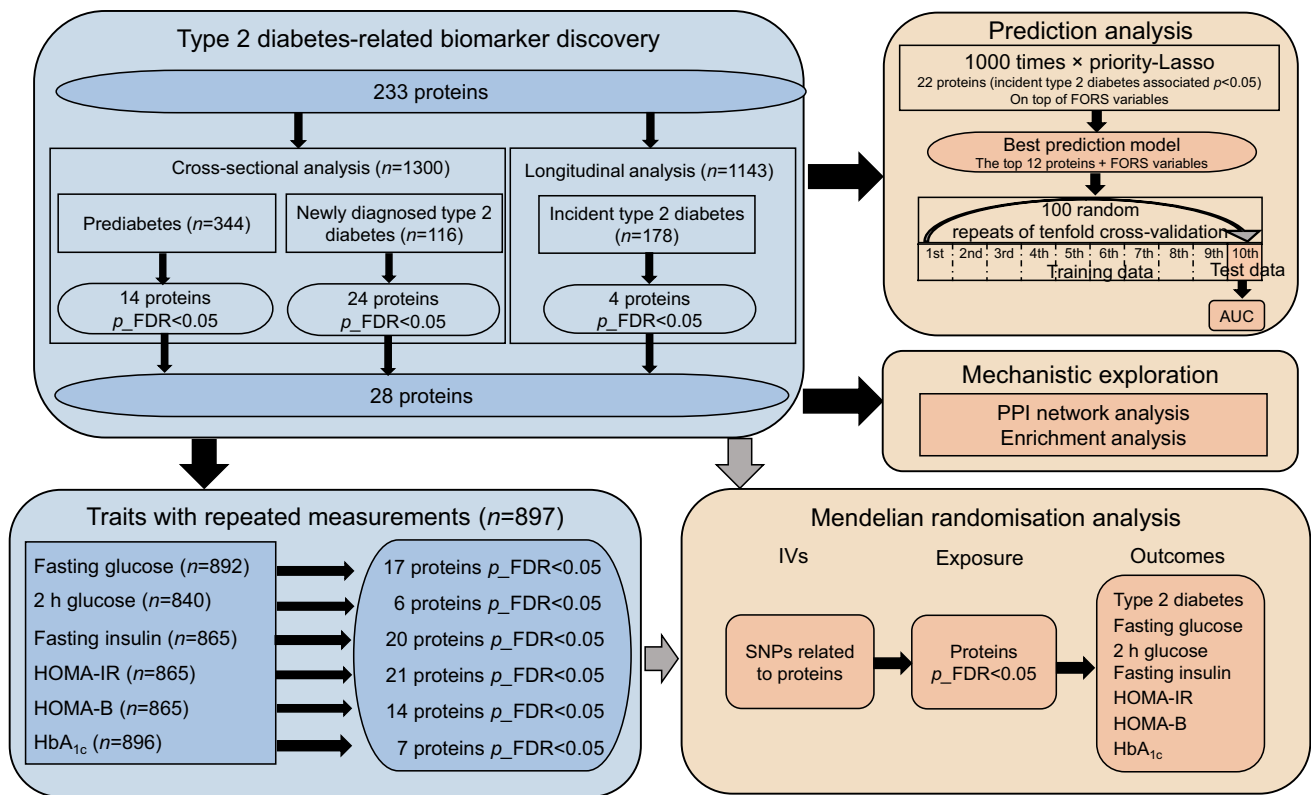 Type 2 diabetes-related biomarker discovery
233 proteins
Cross-sectional analysis (n=1300)
Longitudinal analysis (n=1143)
Prediabetes (n=344)
Newly diagnosed type 2
diabetes (n=116)
Incident type 2 diabetes
(n=178)
14 proteins
p_FDR<0.05
24 proteins
p_FDR<0.05
4 proteins
p_FDR<0.05
28 proteins
Prediction analysis
1000 times × priority-Lasso
22 proteins (incident type 2 diabetes associated p<0.05)
On top of FORS variables
Best prediction model
The top 12 proteins + FORS variables
100 random
repeats of tenfold cross-validation
1st 2nd 3rd 4th 5th 6th 7th 8th 9th 10th
Training data
Test data
AUC
Mechanistic exploration
PPI network analysis
Enrichment analysis
Traits with repeated measurements (n=897)
Fasting glucose (n=892)
17 proteins p_FDR<0.05
2 h glucose (n=840)
6 proteins p_FDR<0.05
Fasting insulin (n=865)
20 proteins p_FDR<0.05
HOMA-IR (n=865)
21 proteins p_FDR<0.05
HOMA-B (n=865)
14 proteins p_FDR<0.05
HbA1c (n=896)
7 proteins p_FDR<0.05
Mendelian randomisation analysis
IVs
Exposure
Outcomes
SNPs related
to proteins
Proteins
p_FDR<0.05
Type 2 diabetes
Fasting glucose
2 h glucose
Fasting insulin
HOMA-IR
HOMA-B
HbA1c